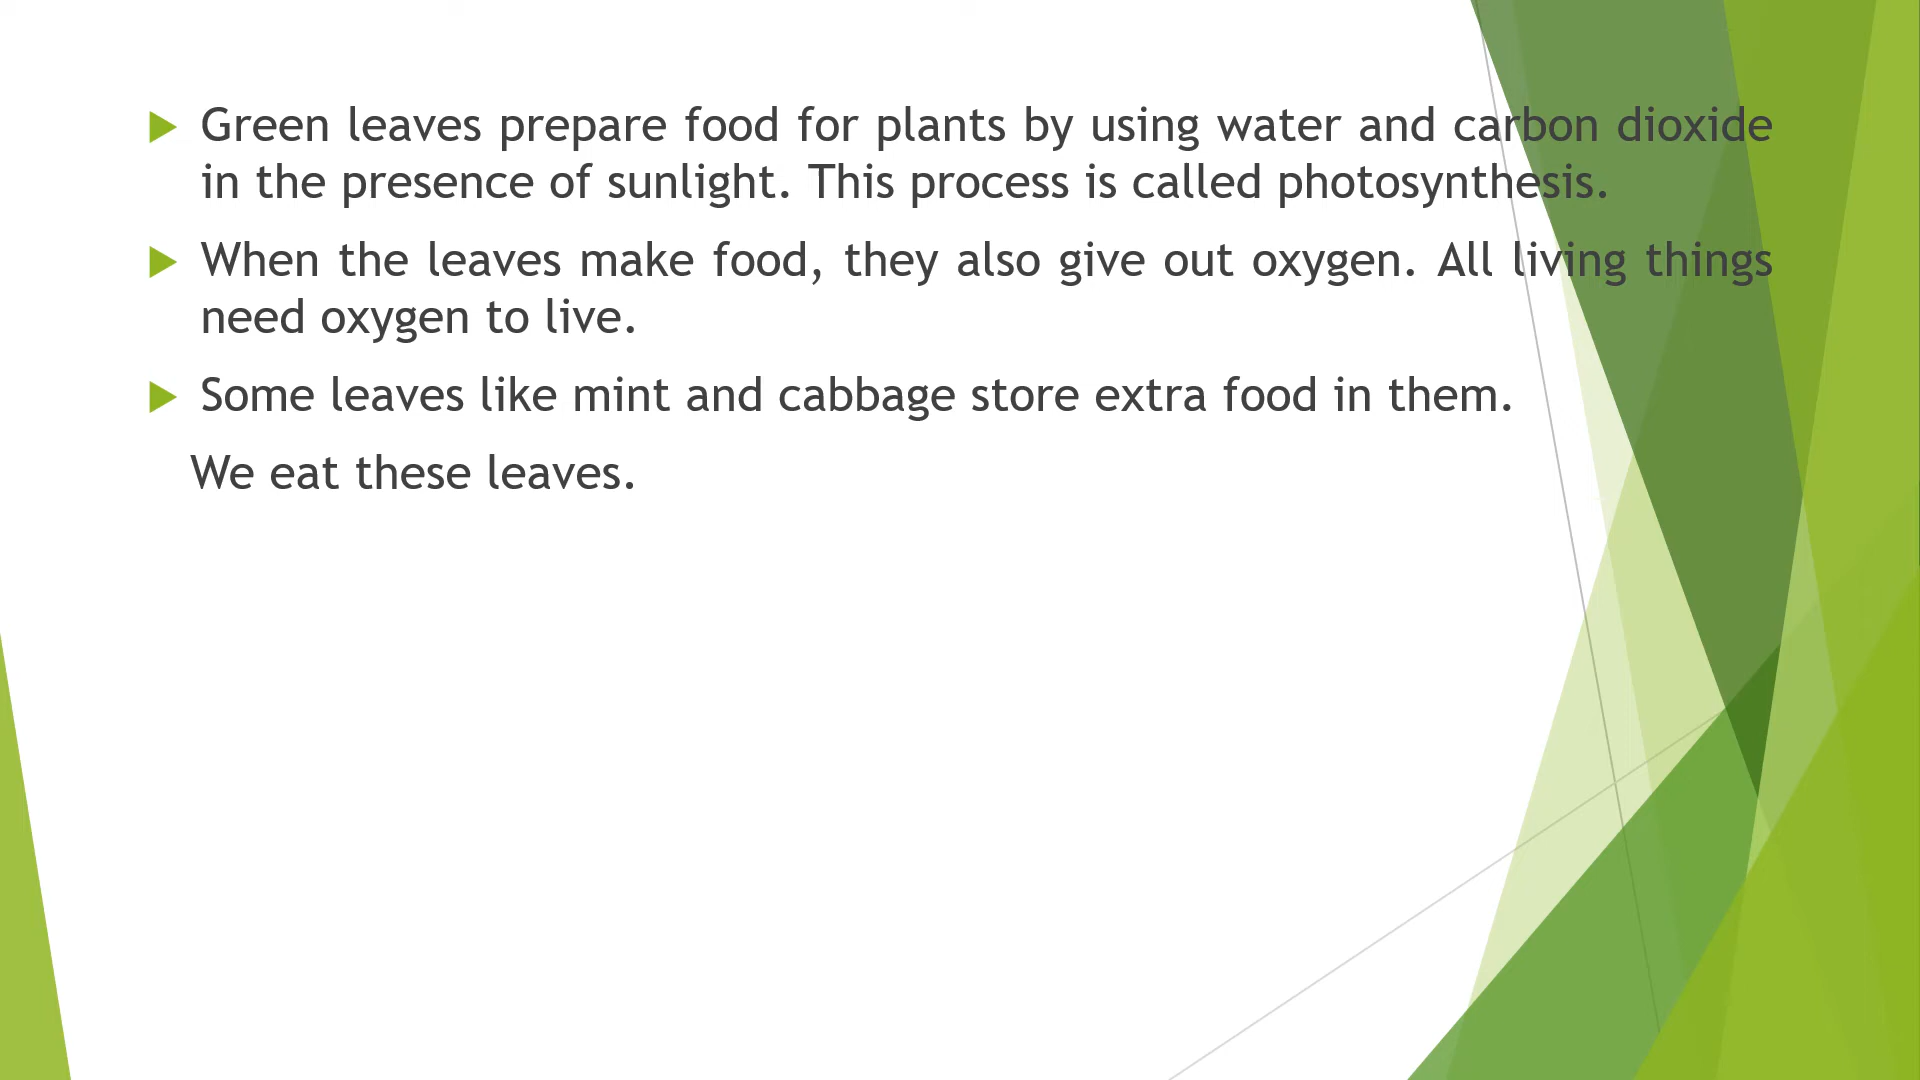 Green leaves prepare food for plants by using water and carbon dioxide
in the presence of sunlight. This process is called photosynthesis.
When the leaves make food, they also give out oxygen. All living things
need oxygen to live.
Some leaves like mint and cabbage store extra food in them.
We eat these leaves.